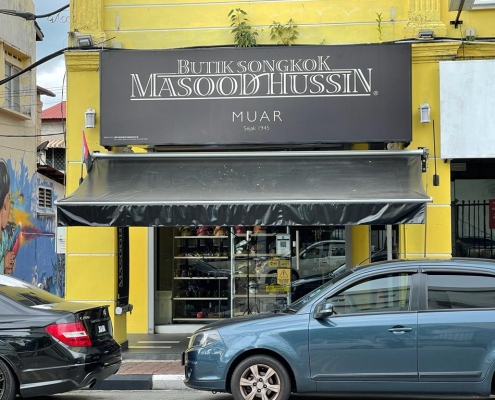 BUTIK SONGKOK
MASOOD HUSSIN®
MUAR
Sejak 1945